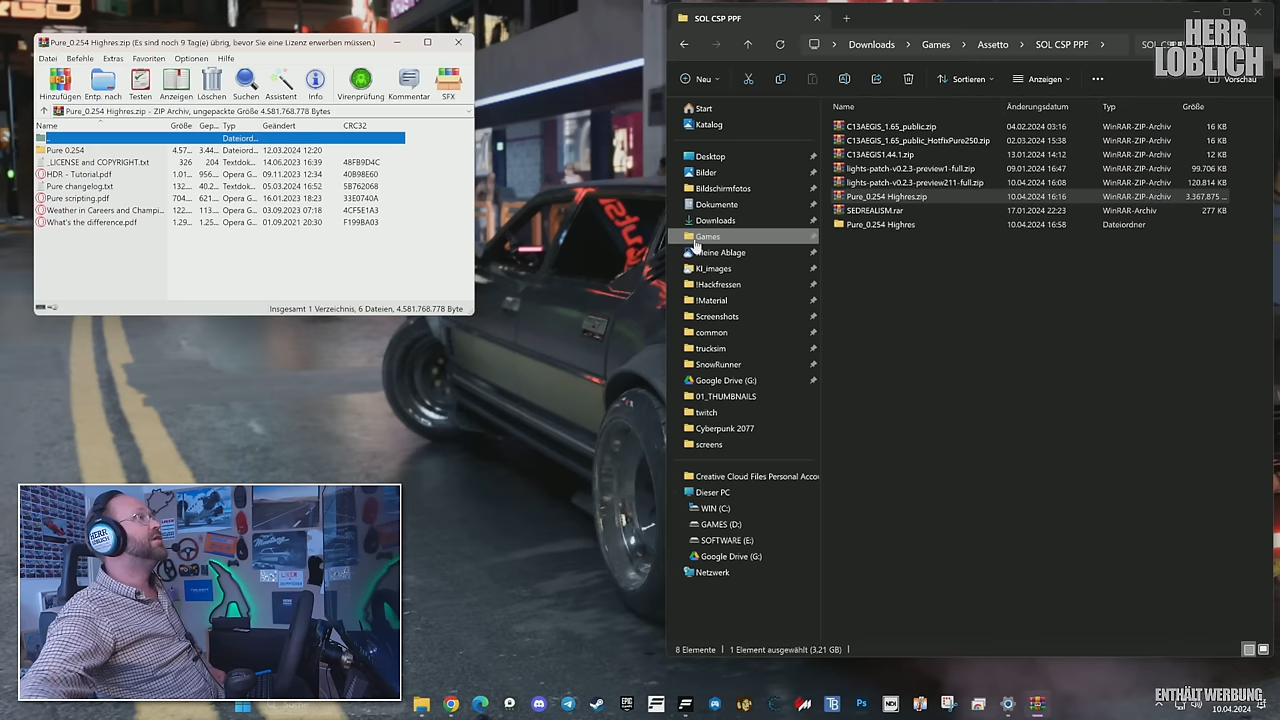 Pure_0.254 Highres.zip (Es sind noch 9 Tag(e) übrig, bevor Sie eine Lizenz erwerben müssen.)
Datei Befehle Extras Favoriten Optionen Hilfe
Hinzufügen Entp. nach Testen Anzeigen Löschen Suchen Assistent Info Virenprüfung Kommentar SFX
Pure_0.254 Highres.zip - ZIP Archiv, ungepackte Größe 4.581.768.778 Bytes
Name Größe Gep... Typ Geändert CRC32
.. Dateiord...
Pure 0.254 4.57... 3.44... Dateiord... 12.03.2024 12:20
_LICENSE and COPYRIGHT.txt 326 204 Textdok... 14.06.2023 16:39 48FB9D4C
HDR - Tutorial.pdf 1.01... 956... Opera G... 09.11.2023 12:34 40B98E60
Pure changelog.txt 132.... 40.2... Textdok... 05.03.2024 16:52 5B762068
Pure scripting.pdf 704... 621... Opera G... 16.01.2023 18:23 33E0740A
Weather in Careers and Champi... 122... 113... Opera G... 03.09.2023 07:18 4CF5E1A3
What's the difference.pdf 1.29... 1.25... Opera G... 01.09.2021 20:30 F199BA03
Insgesamt 1 Verzeichnis, 6 Dateien, 4.581.768.778 Byte
SOL CSP PPF
Downloads Games Assetto SOL CSP PPF
HERR
LÖBLICH
Neu Sortieren Anzeigen Vorschau
Start
Katalog
Desktop
Bilder
Bildschirmfotos
Dokumente
Downloads
Games
Meine Ablage
KI_images
!Hackfressen
!Material
Screenshots
common
trucksim
SnowRunner
Google Drive (G:)
01_THUMBNAILS
twitch
Cyberpunk 2077
screens
Creative Cloud Files Personal Accou
Dieser PC
WIN (C:)
GAMES (D:)
SOFTWARE (E:)
Google Drive (G:)
Netzwerk
Name Änderungsdatum Typ Größe
C13AEGIS_1.65_public.zip 04.02.2024 03:16 WinRAR-ZIP-Archiv 16 KB
C13AEGIS_1.65_public_Hotfix-csp250.zip 02.03.2024 15:38 WinRAR-ZIP-Archiv 16 KB
C13AEGIS1.44.1.zip 13.01.2024 14:12 WinRAR-ZIP-Archiv 12 KB
lights-patch-v0.2.3-preview1-full.zip 09.01.2024 16:47 WinRAR-ZIP-Archiv 99.706 KB
lights-patch-v0.2.3-preview211-full.zip 10.04.2024 16:08 WinRAR-ZIP-Archiv 120.814 KB
Pure_0.254 Highres.zip 10.04.2024 16:16 WinRAR-ZIP-Archiv 3.367.875 ...
SEDREALISM.rar 17.01.2024 22:23 WinRAR-Archiv 277 KB
Pure_0.254 Highres 10.04.2024 16:58 Dateiordner
8 Elemente 1 Element ausgewählt (3,21 GB)
Suche
ENTHÄLT WERBUNG
10.04.2024